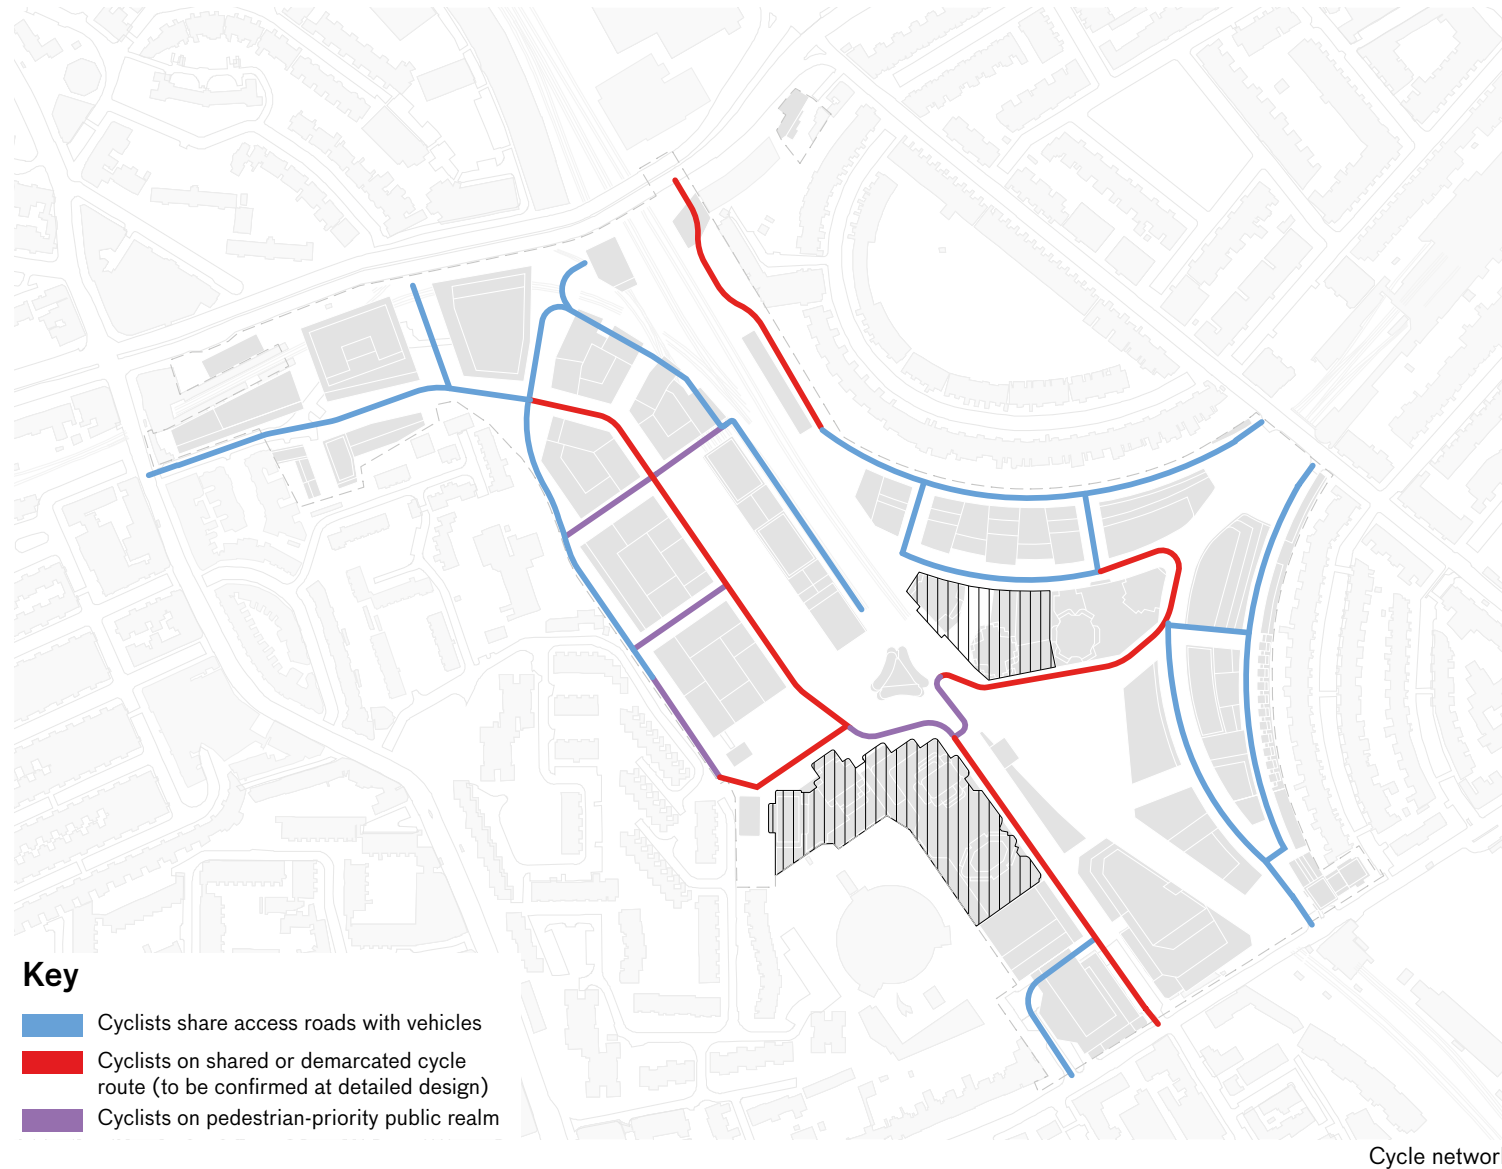 Key
Cyclists share access roads with vehicles
Cyclists on shared or demarcated cycle
route (to be confirmed at detailed design)
Cyclists on pedestrian-priority public realm
Cycle networ